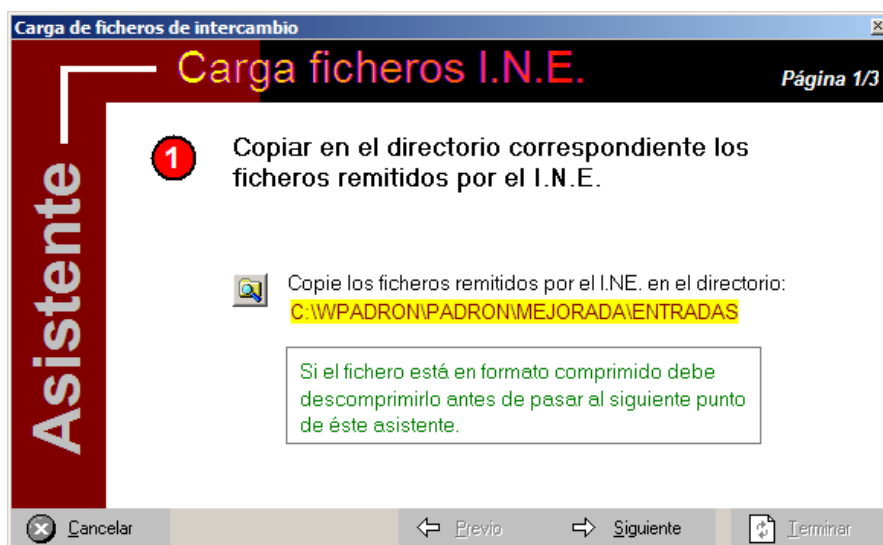 Carga de ficheros de intercambio
Carga ficheros I.N.E.
Página 1/3
Asistente
1
Copiar en el directorio correspondiente los
ficheros remitidos por el I.N.E.
Copie los ficheros remitidos por el I.NE. en el directorio:
C:\WPADRON\PADRON\MEJORADA\ENTRADAS
Si el fichero está en formato comprimido debe
descomprimirlo antes de pasar al siguiente punto
de éste asistente.
Cancelar
Previo
Siguiente
Terminar